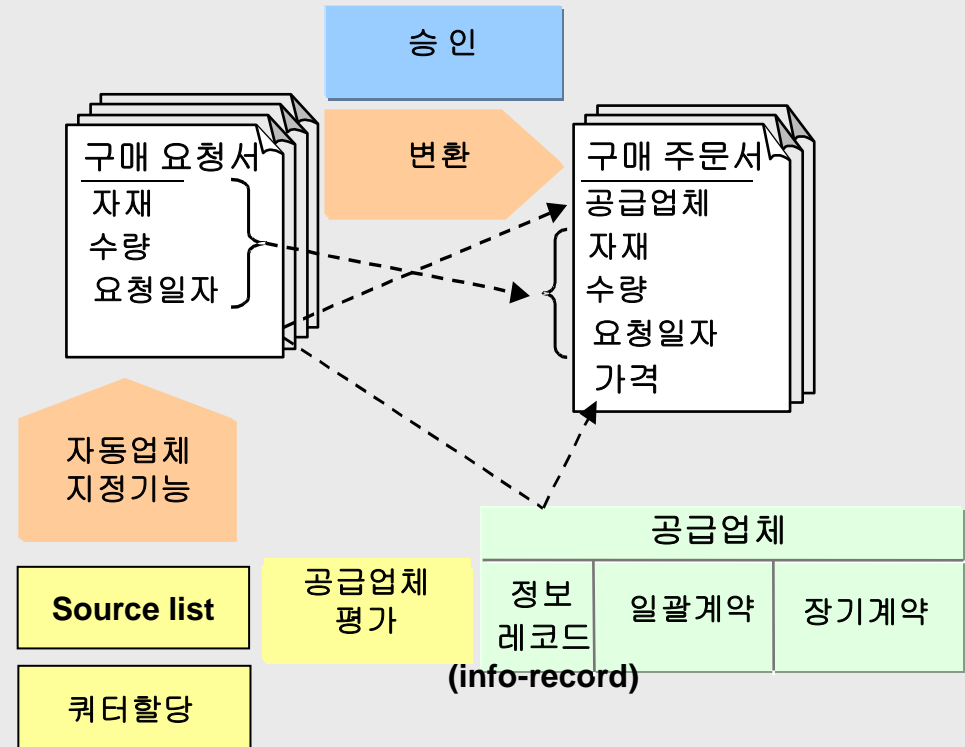 승 인
변환
구매 요청서
자재
수량
요청일자
구매 주문서
공급업체
자재
수량
요청일자
가격
자동업체
지정기능
Source list
쿼터할당
공급업체
평가
공급업체
정보
레코드
(info-record)
일괄계약
장기계약